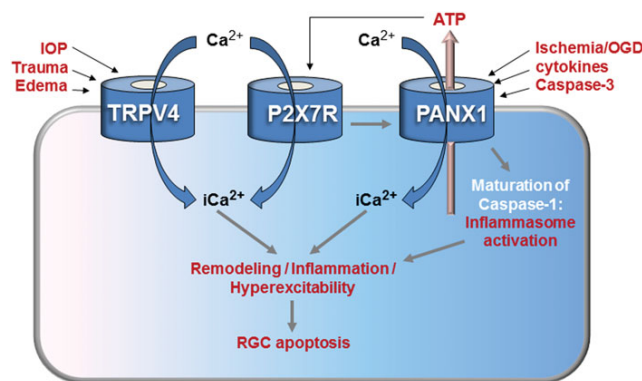 ATP
IOP
Trauma
Edema
Ca²⁺
Ca²⁺
Ischemia/OGD
cytokines
Caspase-3
TRPV4
P2X7R
PANX1
iCa²⁺
iCa²⁺
Maturation of
Caspase-1:
Inflammasome
activation
Remodeling / Inflammation /
Hyperexcitability
RGC apoptosis